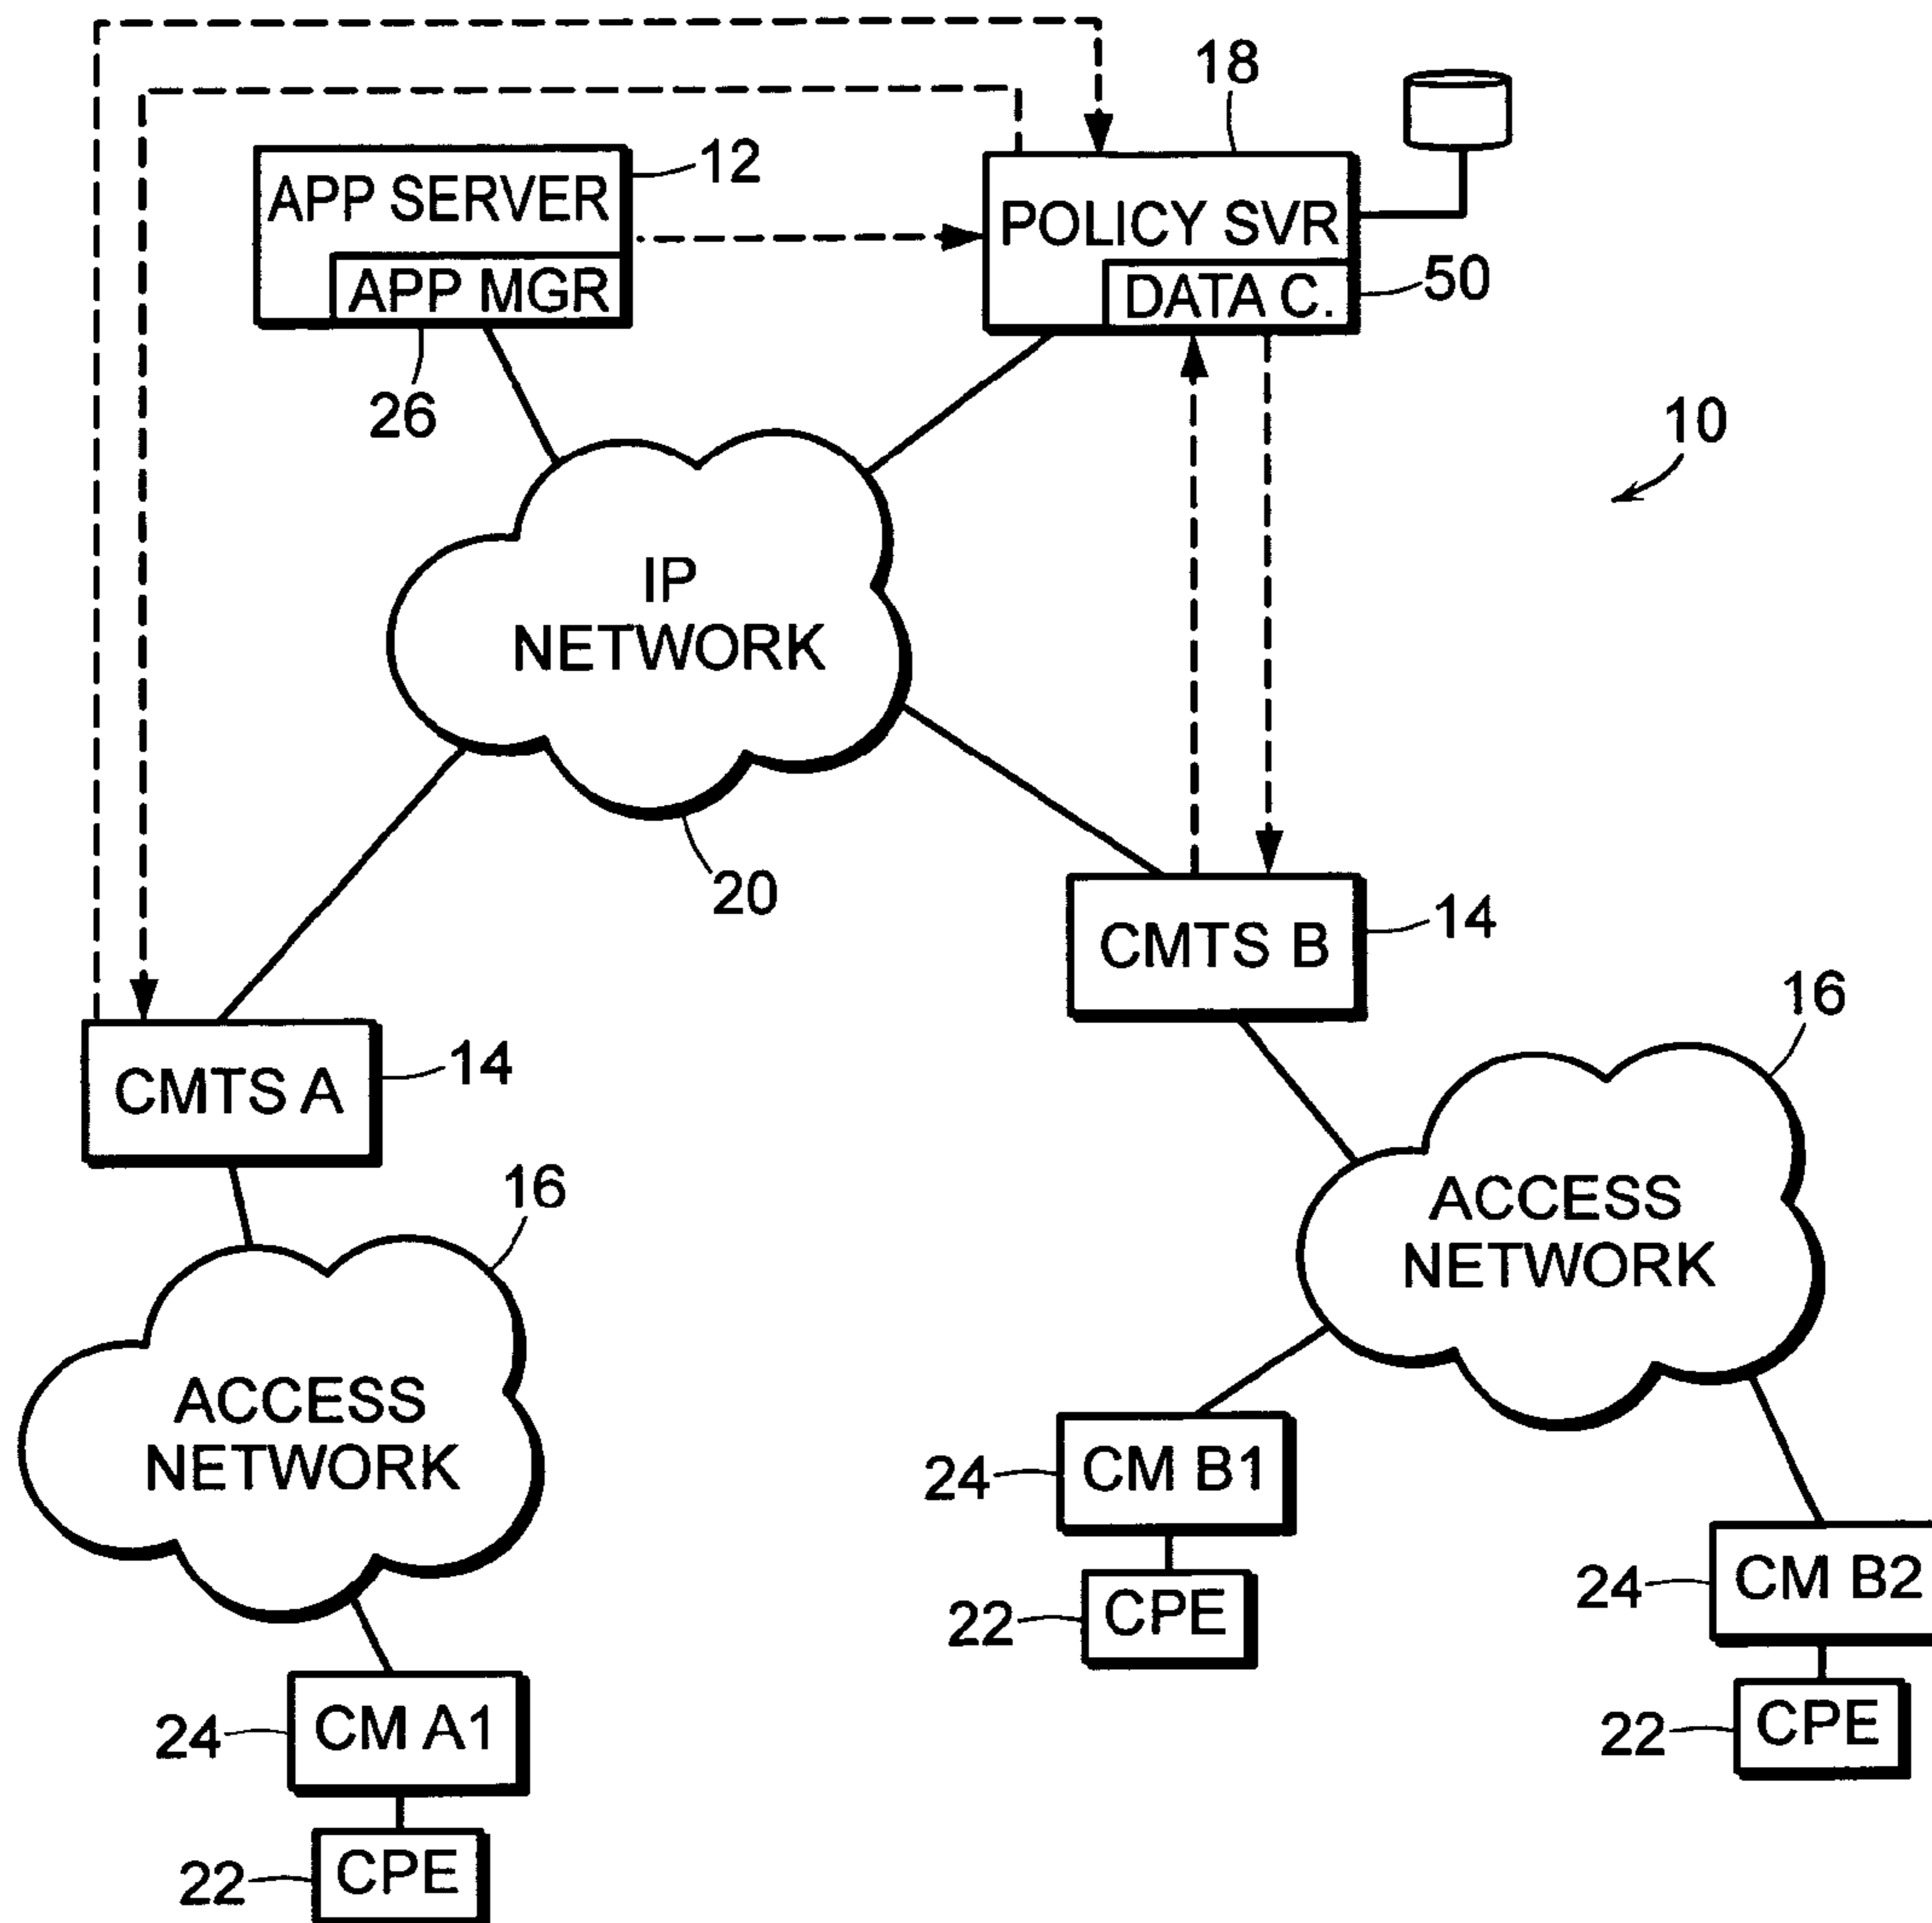 18
12
APP SERVER
POLICY SVR
APP MGR
DATA C.
50
26
10
IP
NETWORK
20
CMTS B
14
16
CMTS A
14
ACCESS
NETWORK
16
ACCESS
NETWORK
24
CM B1
24
CM B2
22
CPE
24
CM A1
22
CPE
22
CPE